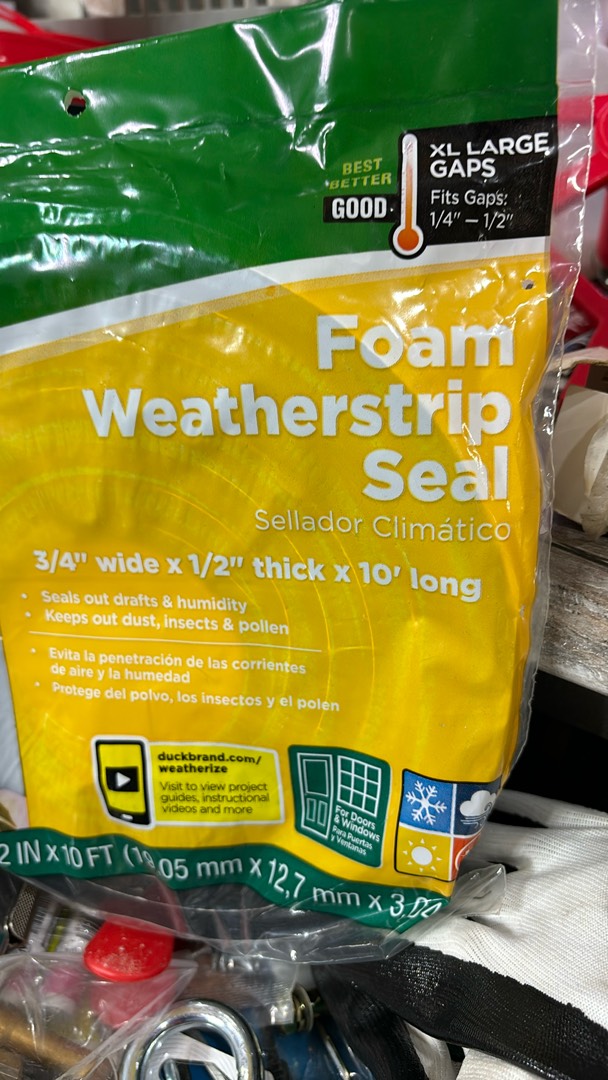 BEST
BETTER
GOOD
XL LARGE
GAPS
Fits Gaps:
1/4" – 1/2"
Foam
Weatherstrip
Seal
Sellador Climático
3/4" wide x 1/2" thick x 10' long
• Seals out drafts & humidity
• Keeps out dust, insects & pollen
• Evita la penetración de las corrientes
de aire y la humedad
• Protege del polvo, los insectos y el polen
duckbrand.com/
weatherize
Visit to view project
guides, instructional
videos and more
For Doors
& Windows
Para Puertas
y Ventanas
2 IN x 10 FT (19,05 mm x 12,7 mm x 3,04